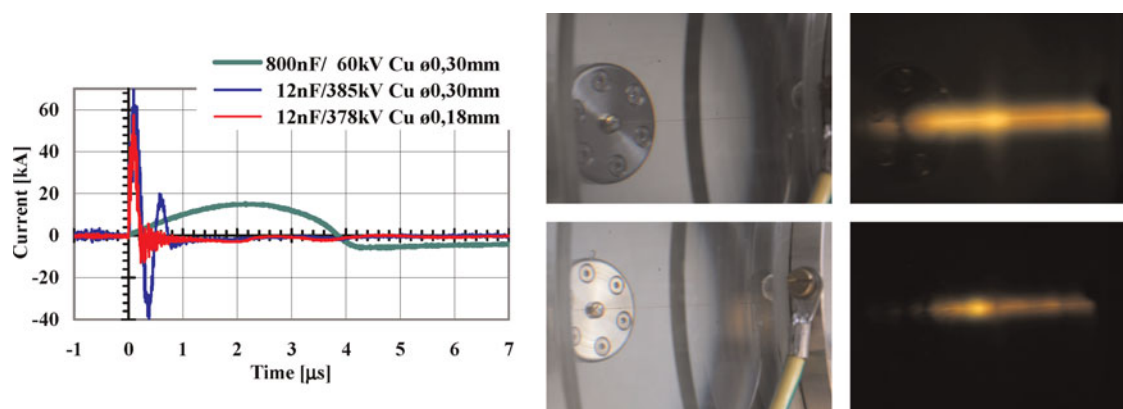 800nF/ 60kV Cu ø0,30mm
12nF/385kV Cu ø0,30mm
12nF/378kV Cu ø0,18mm
60
40
20
0
-20
-40
Current [kA]
-1 0 1 2 3 4 5 6 7
Time [µs]